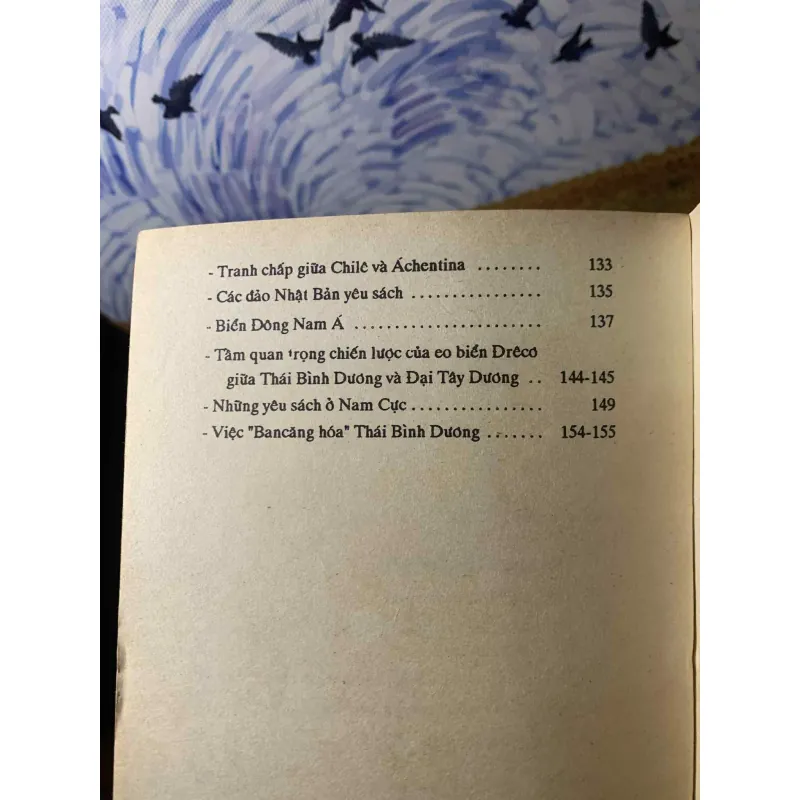 - Tranh chấp giữa Chilê và Áchentina ........ 133
- Các đảo Nhật Bản yêu sách ................ 135
- Biển Đông Nam Á ........................ 137
- Tầm quan trọng chiến lược của eo biển Đrêcơ
giữa Thái Bình Dương và Đại Tây Dương .. 144-145
- Những yêu sách ở Nam Cực ................ 149
- Việc "Bancăng hóa" Thái Bình Dương ....... 154-155